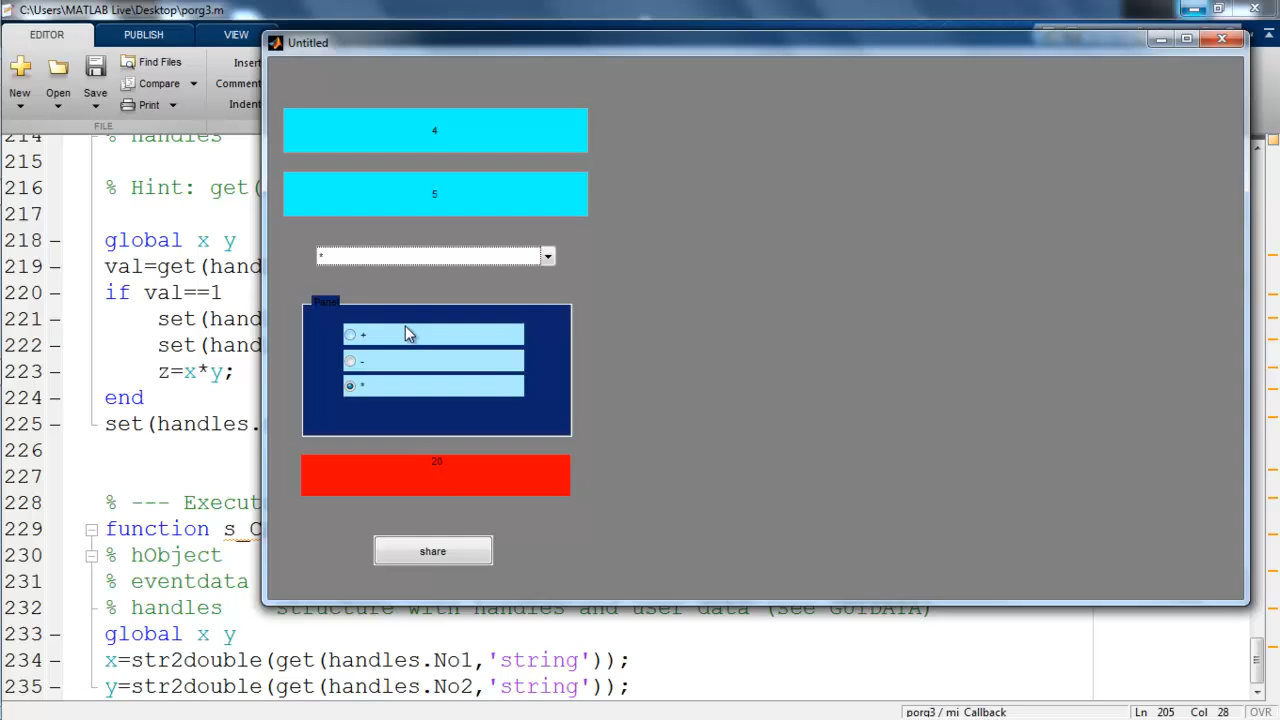 C:\Users\MATLAB Live\Desktop\porg3.m
EDITOR
PUBLISH
VIEW
New
Open
Save
Find Files
Compare
Print
FILE
Insert
Comment
Indent
Untitled
4
5
*
Panel
+
-
*
20
share
214
% handles
215
216
% Hint: get(
217
218
global x y
219
val=get(hand
220
if val==1
221
set(hand
222
set(hand
223
z=x*y;
224
end
225
set(handles.
226
227
228
% --- Execut
229
function s_C
230
% hObject
231
% eventdata
232
% handles    structure with handles and user data (see GUIDATA)
233
global x y
234
x=str2double(get(handles.No1,'string'));
235
y=str2double(get(handles.No2,'string'));
porg3 / mi_Callback
Ln 205 Col 28 OVR